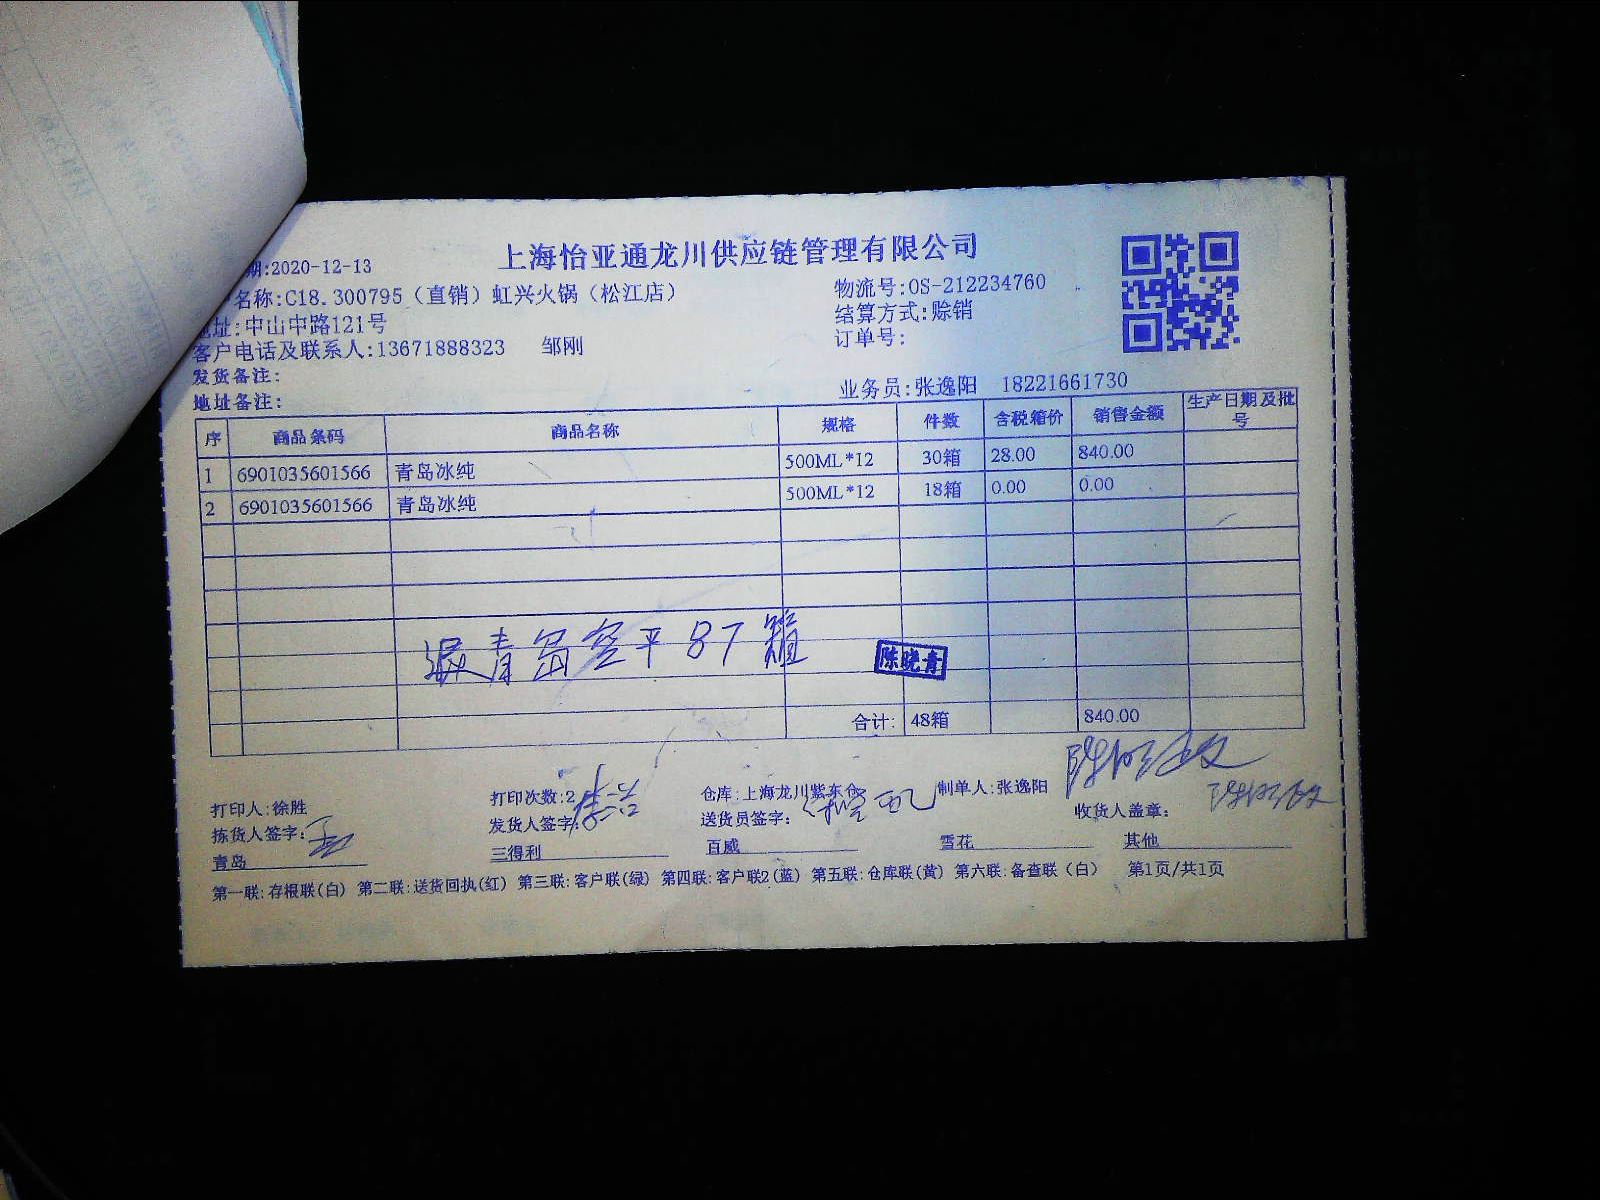 上海怡亚通龙川供应链管理有限公司
期:2020-12-13
名称:C18.300795（直销）虹兴火锅（松江店）
物流号:OS-212234760
地址:中山中路121号
结算方式:赊销
客户电话及联系人:13671888323 邹刚
订单号:
发货备注:
业务员:张逸阳 18221661730
地址备注:
序 商品条码 商品名称 规格 件数 含税箱价 销售金额 生产日期及批号
1 6901035601566 青岛冰纯 500ML*12 30箱 28.00 840.00
2 6901035601566 青岛冰纯 500ML*12 18箱 0.00 0.00
退青岛空平87箱
陈晓青
合计: 48箱 840.00
打印人:徐胜 打印次数:2 仓库:上海龙川紫东仓 制单人:张逸阳
拣货人签字: 发货人签字: 送货员签字: 收货人盖章:
青岛 三得利 百威 雪花 其他
第一联:存根联(白) 第二联:送货回执(红) 第三联:客户联(绿) 第四联:客户联2(蓝) 第五联:仓库联(黄) 第六联:备查联（白） 第1页/共1页